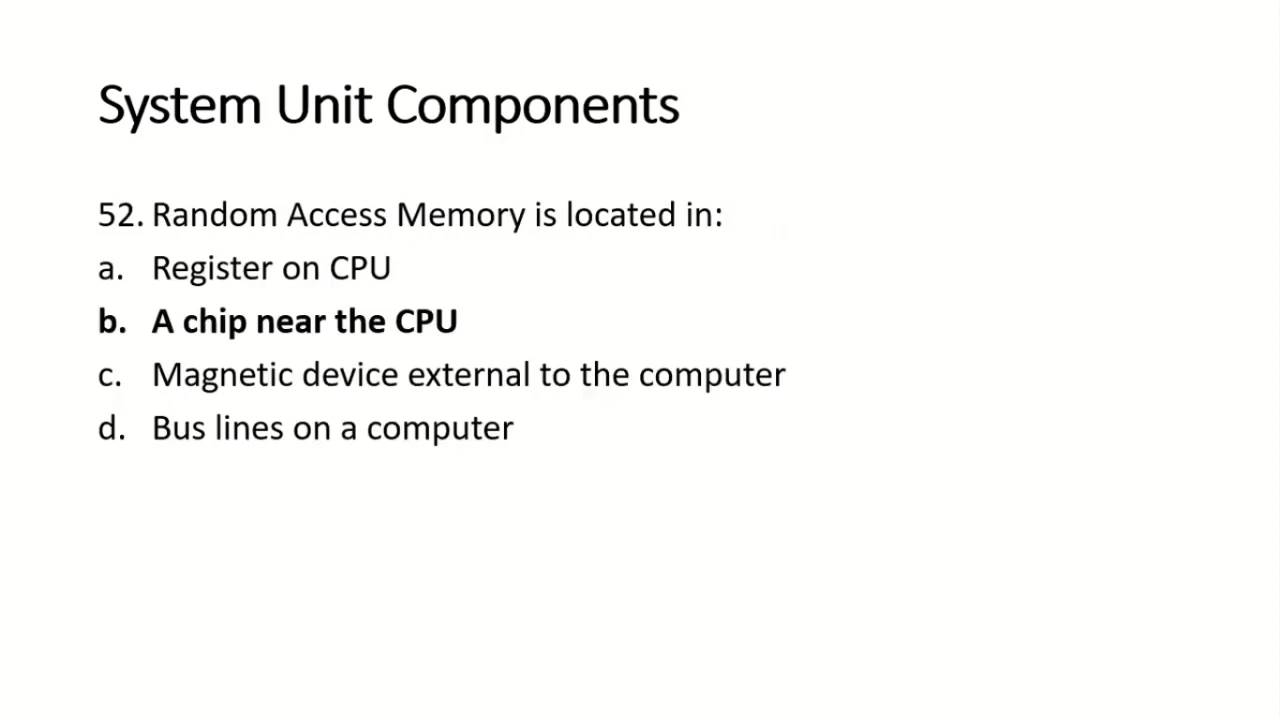 System Unit Components
52. Random Access Memory is located in:
a. Register on CPU
b. A chip near the CPU
c. Magnetic device external to the computer
d. Bus lines on a computer